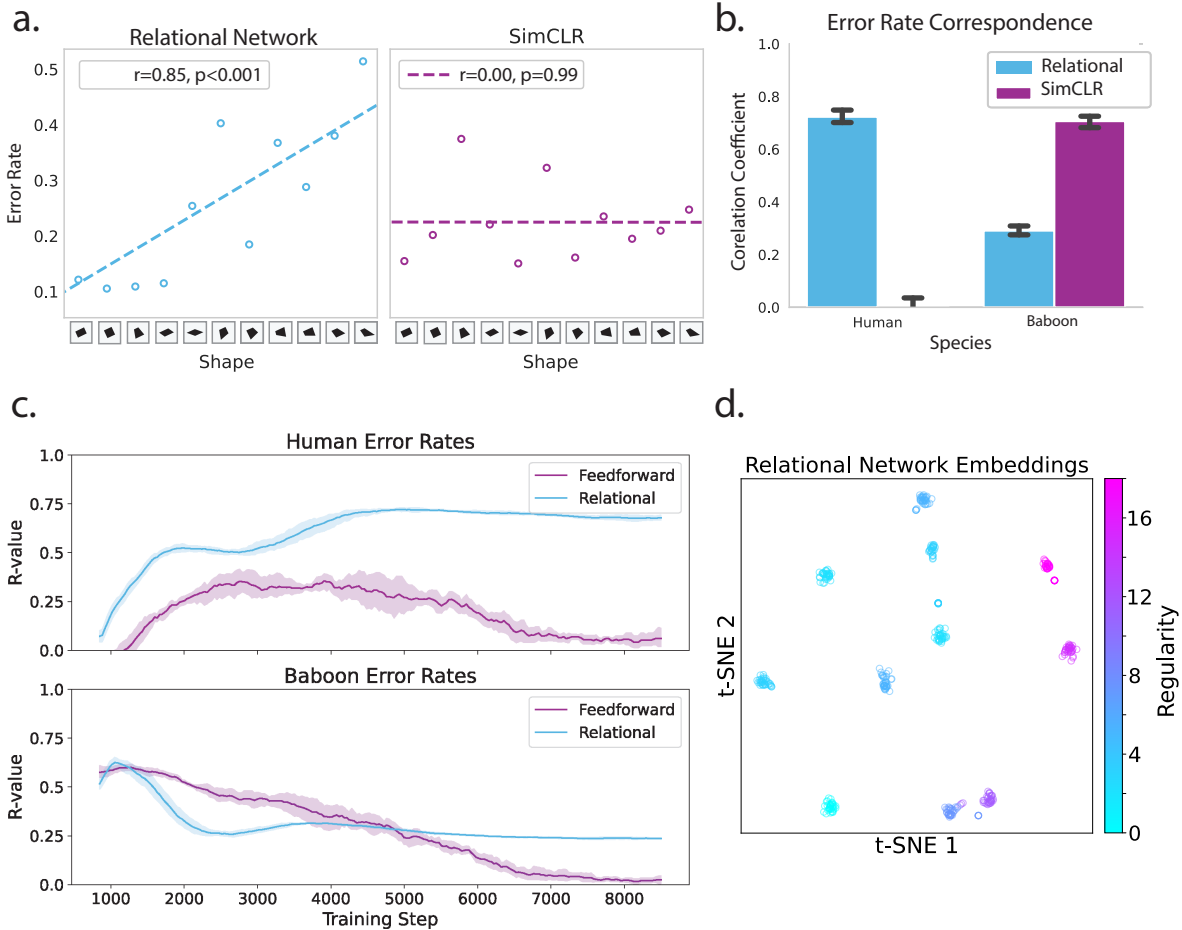 a.
Relational Network
r=0.85, p<0.001
Error Rate
0.5
0.4
0.3
0.2
0.1
Shape
SimCLR
r=0.00, p=0.99
Shape
b.
Error Rate Correspondence
Relational
SimCLR
Corelation Coefficient
1.0
0.8
0.6
0.4
0.2
0.0
Human
Baboon
Species
c.
Human Error Rates
Feedforward
Relational
R-value
1.0
0.75
0.5
0.25
0.0
Baboon Error Rates
Feedforward
Relational
R-value
1.0
0.75
0.5
0.25
0.0
1000 2000 3000 4000 5000 6000 7000 8000
Training Step
d.
Relational Network Embeddings
t-SNE 2
t-SNE 1
16
12
8
4
0
Regularity